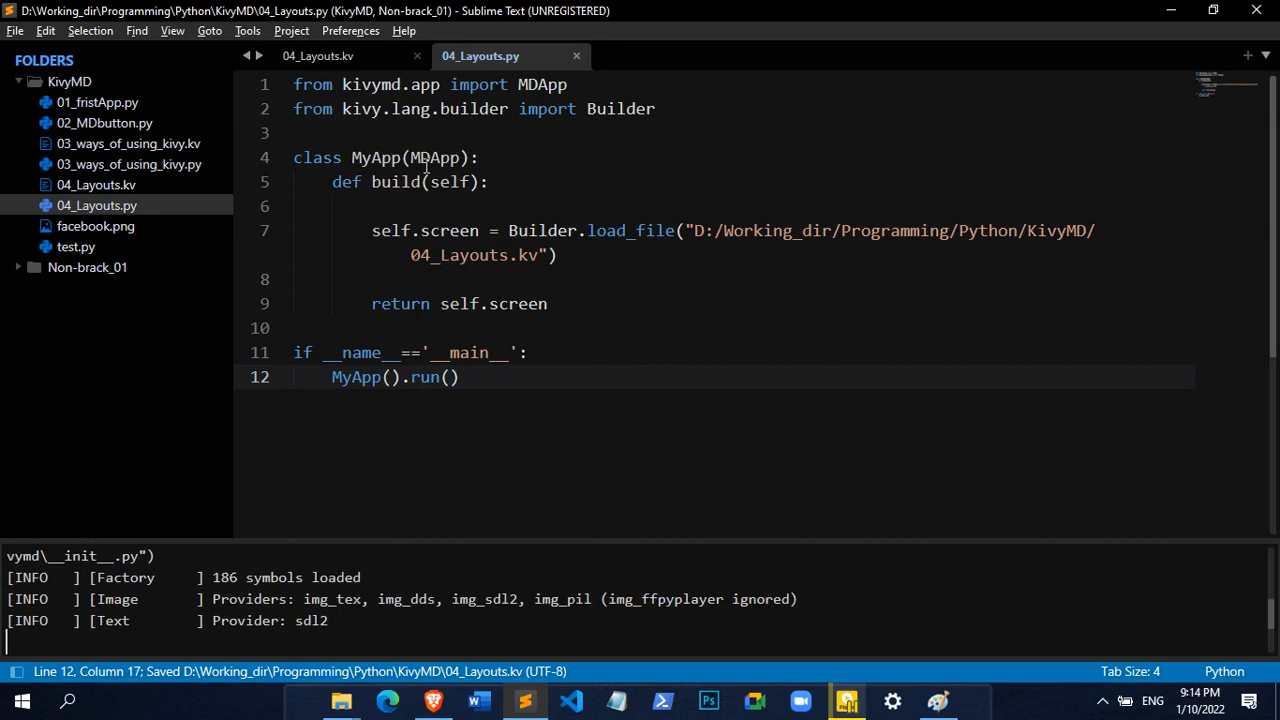 D:\Working_dir\Programming\Python\KivyMD\04_Layouts.py (KivyMD, Non-brack_01) - Sublime Text (UNREGISTERED)
File Edit Selection Find View Goto Tools Project Preferences Help
FOLDERS
KivyMD
01_fristApp.py
02_MDbutton.py
03_ways_of_using_kivy.kv
03_ways_of_using_kivy.py
04_Layouts.kv
04_Layouts.py
facebook.png
test.py
Non-brack_01
04_Layouts.kv 04_Layouts.py
1 from kivymd.app import MDApp
2 from kivy.lang.builder import Builder
3
4 class MyApp(MDApp):
5 def build(self):
6
7 self.screen = Builder.load_file("D:/Working_dir/Programming/Python/KivyMD/
04_Layouts.kv")
8
9 return self.screen
10
11 if __name__=='__main__':
12 MyApp().run()
vymd\__init__.py")
[INFO ] [Factory ] 186 symbols loaded
[INFO ] [Image ] Providers: img_tex, img_dds, img_sdl2, img_pil (img_ffpyplayer ignored)
[INFO ] [Text ] Provider: sdl2
Line 12, Column 17; Saved D:\Working_dir\Programming\Python\KivyMD\04_Layouts.kv (UTF-8) Tab Size: 4 Python
ENG
9:14 PM
1/10/2022